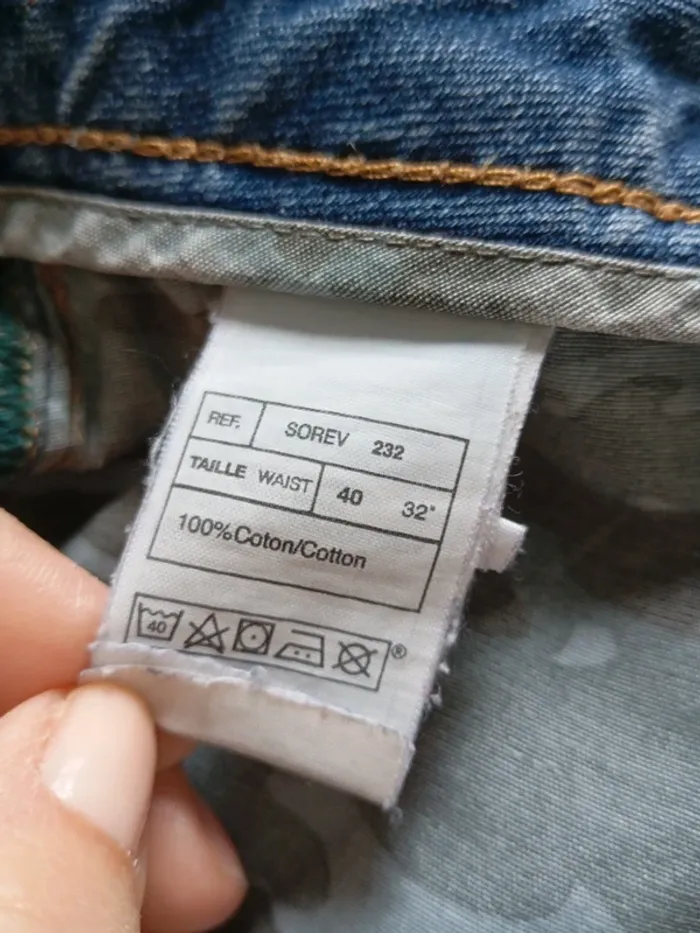 REF. SOREV 232
TAILLE WAIST 40 32"
100% Coton/Cotton
40 ®